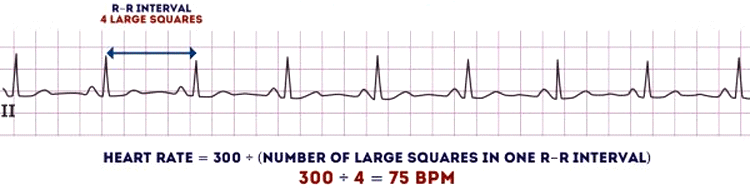 R-R INTERVAL
4 LARGE SQUARES
II
HEART RATE = 300 ÷ (NUMBER OF LARGE SQUARES IN ONE R-R INTERVAL)
300 ÷ 4 = 75 BPM